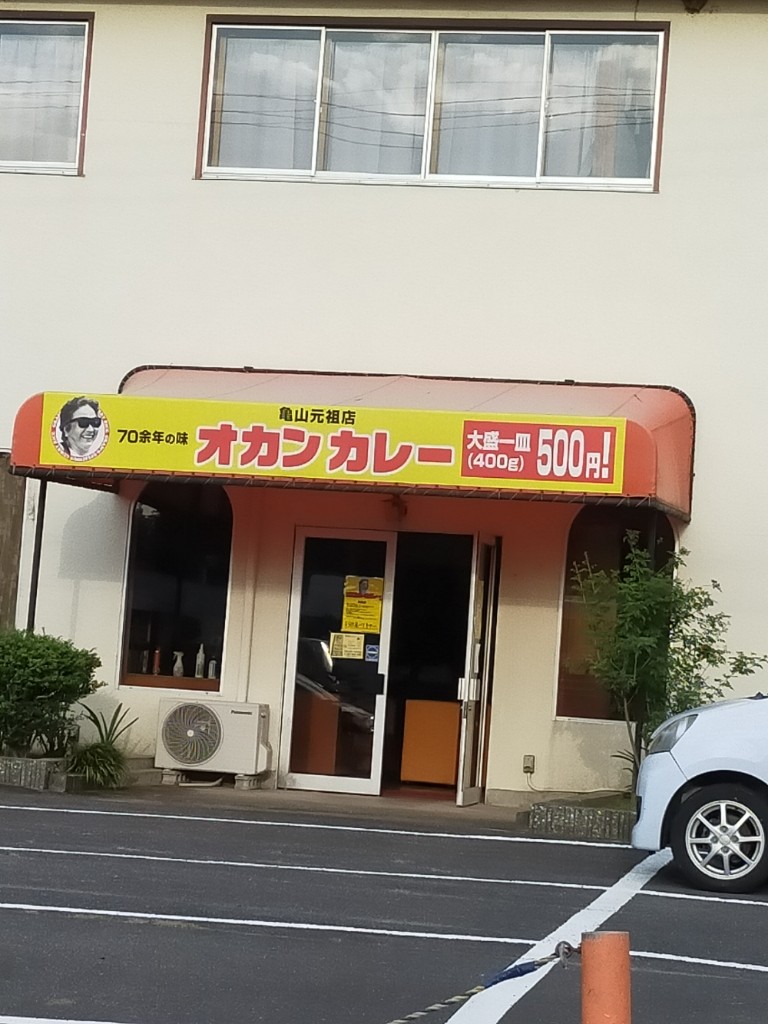 亀山元祖店
70余年の味
オカンカレー
大盛一皿
(400g)
500円!
Panasonic